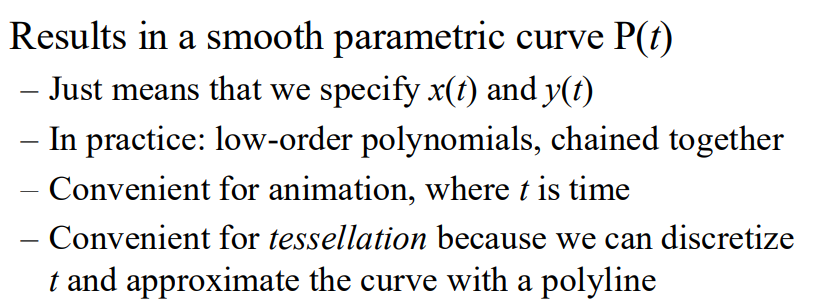 Results in a smooth parametric curve P(t)
– Just means that we specify x(t) and y(t)
– In practice: low-order polynomials, chained together
– Convenient for animation, where t is time
– Convenient for tessellation because we can discretize
t and approximate the curve with a polyline